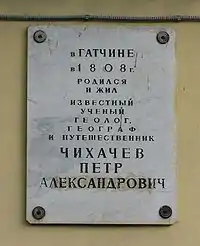 в ГАТЧИНЕ
в 1808 г.
РОДИЛСЯ
И ЖИЛ
ИЗВЕСТНЫЙ
УЧЕНЫЙ
ГЕОЛОГ,
ГЕОГРАФ
И ПУТЕШЕСТВЕННИК
ЧИХАЧЕВ
ПЕТР
АЛЕКСАНДРОВИЧ